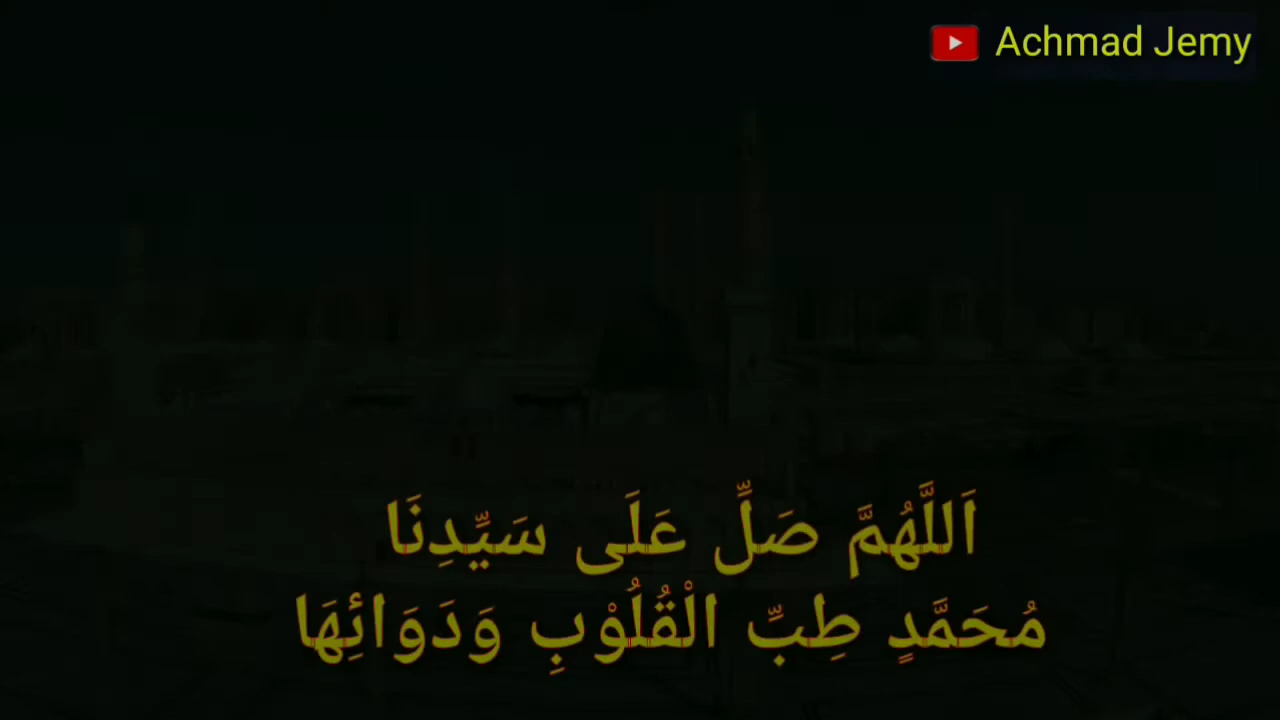 Achmad Jemy
اَللَّهُمَّ صَلِّ عَلَى سَيِّدِنَا
مُحَمَّدٍ طِبِّ الْقُلُوْبِ وَدَوَائِهَا